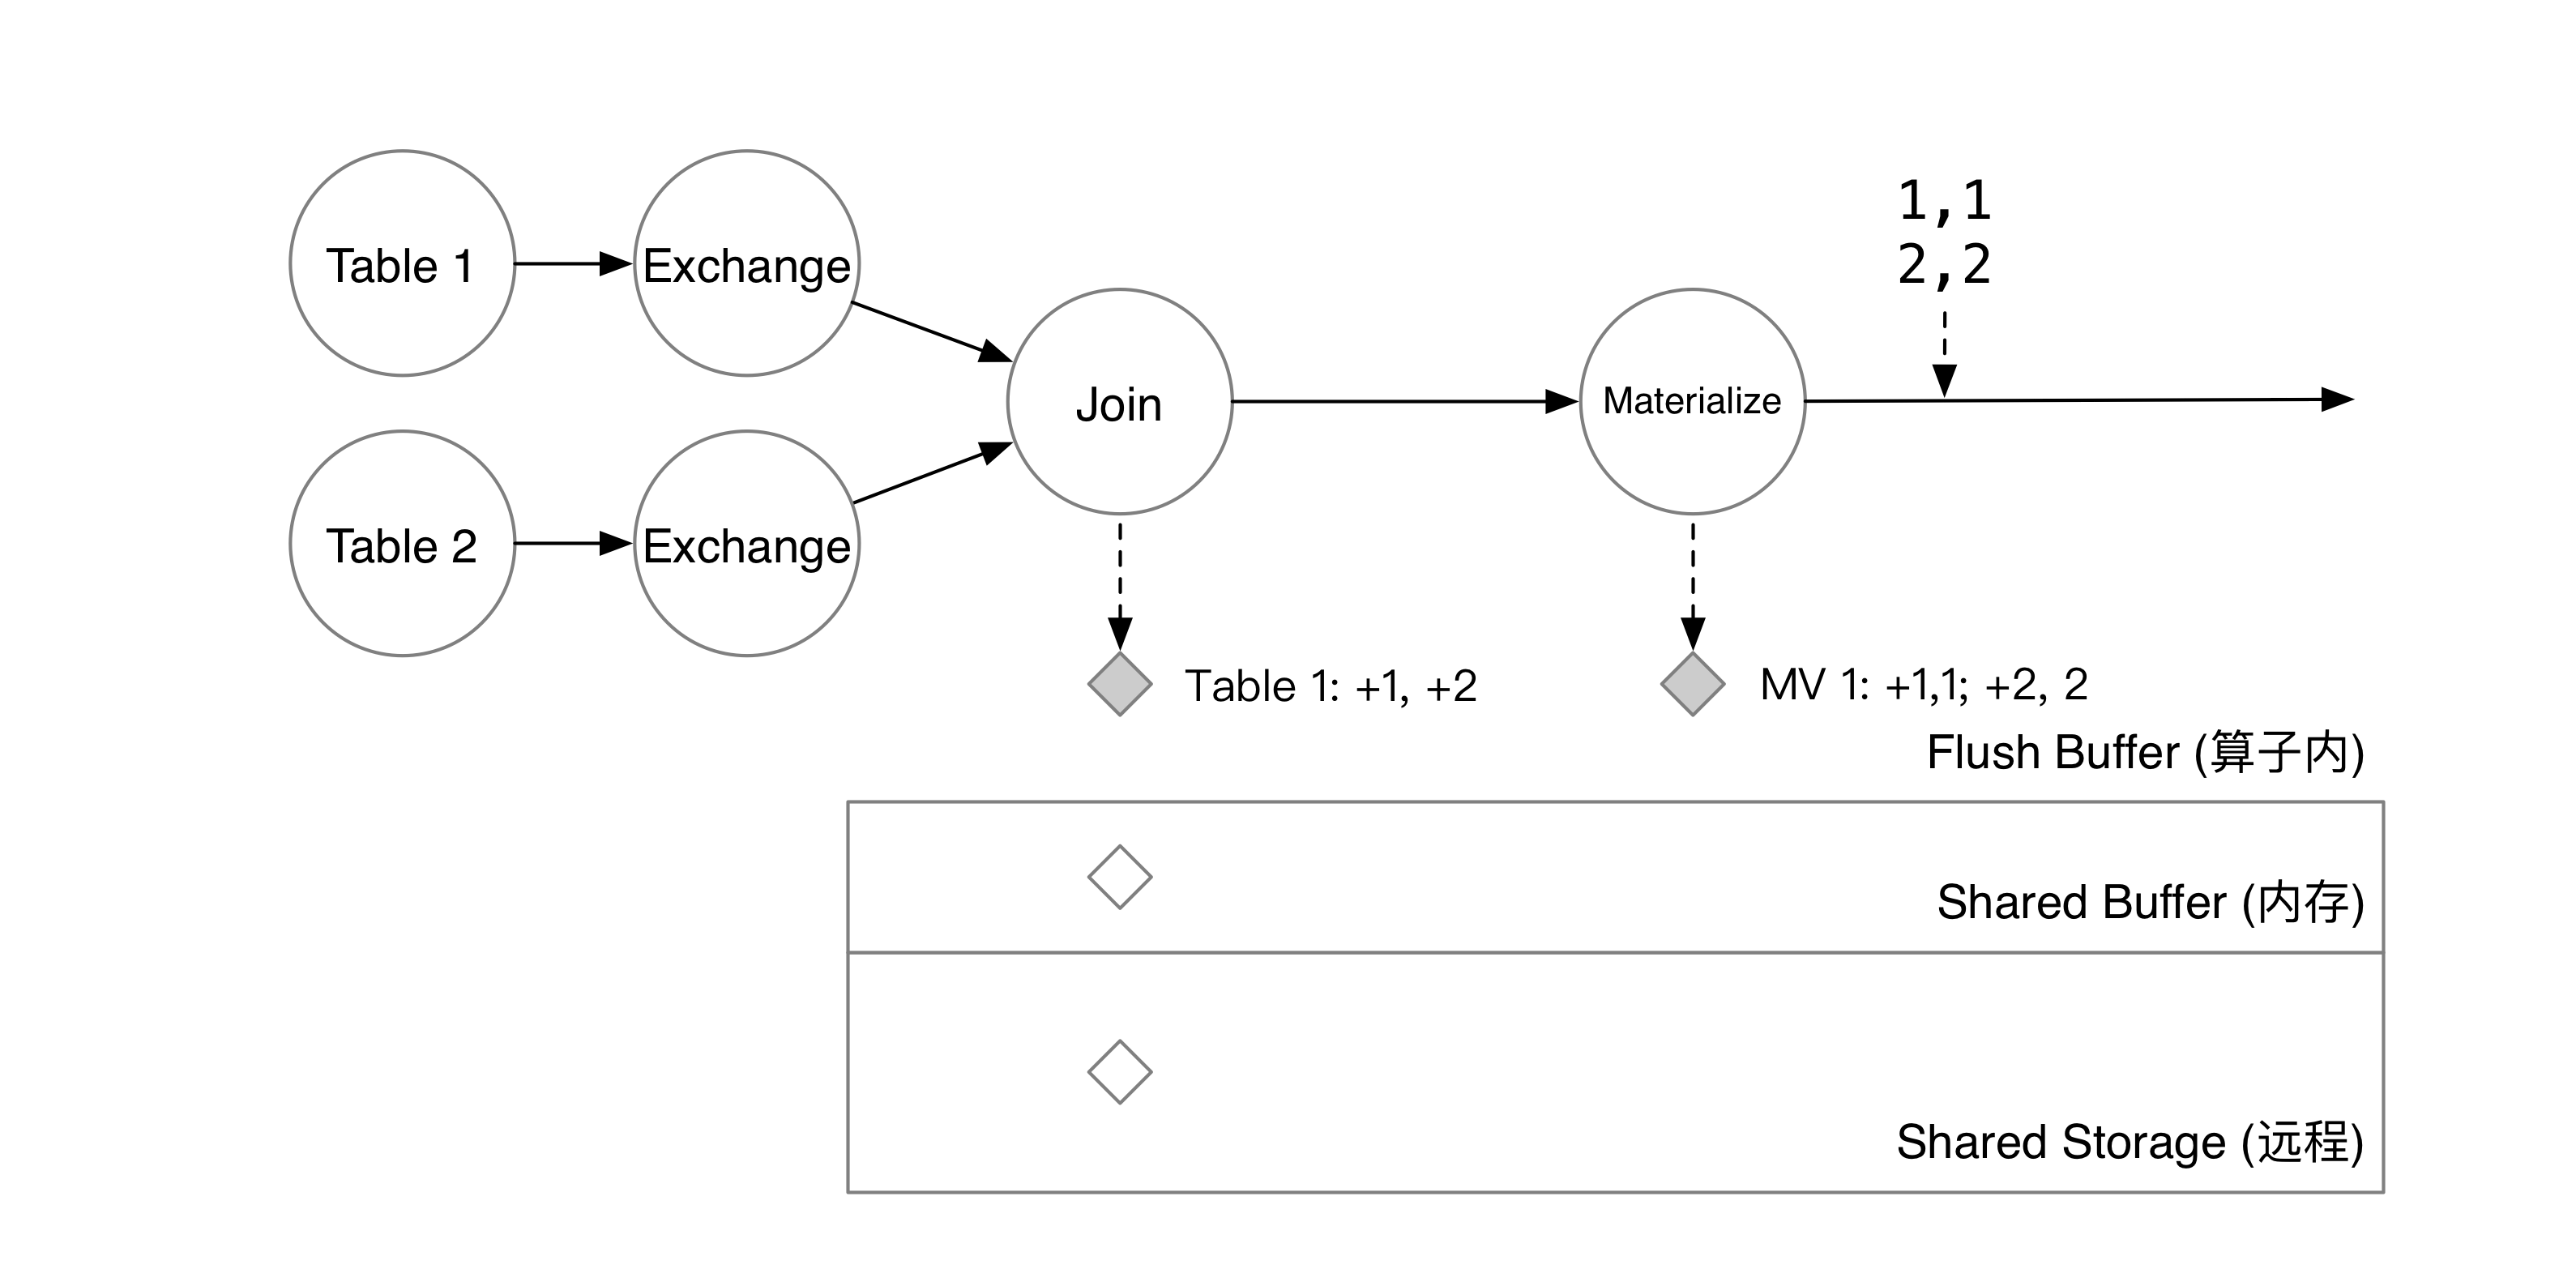 Table 1
Exchange
1,1
2,2
Join
Materialize
Table 2
Exchange
Table 1: +1, +2
MV 1: +1,1; +2, 2
Flush Buffer (算子内)
Shared Buffer (内存)
Shared Storage (远程)